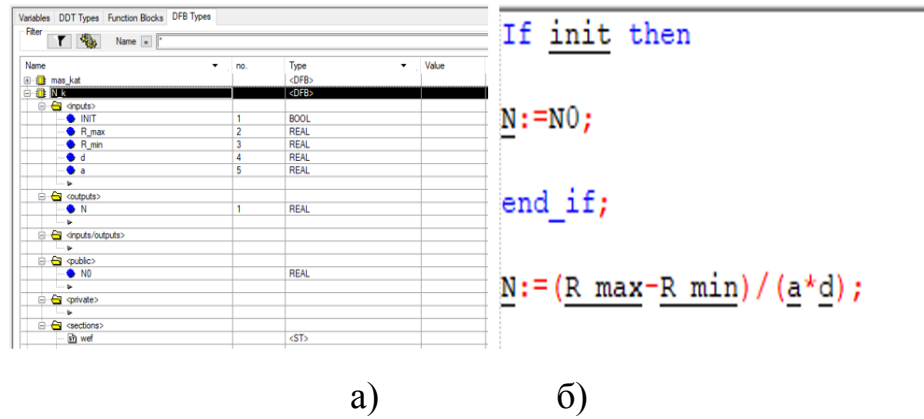 Variables DDT Types Function Blocks DFB Types
Filter
Name = *
Name no. Type Value
mas_kat <DFB>
N_k <DFB>
<inputs>
INIT 1 BOOL
R_max 2 REAL
R_min 3 REAL
d 4 REAL
a 5 REAL
<outputs>
N 1 REAL
<inputs/outputs>
<public>
N0 REAL
<private>
<sections>
wef <ST>
If init then
N:=N0;
end_if;
N:=(R_max-R_min)/(a*d);
а) б)